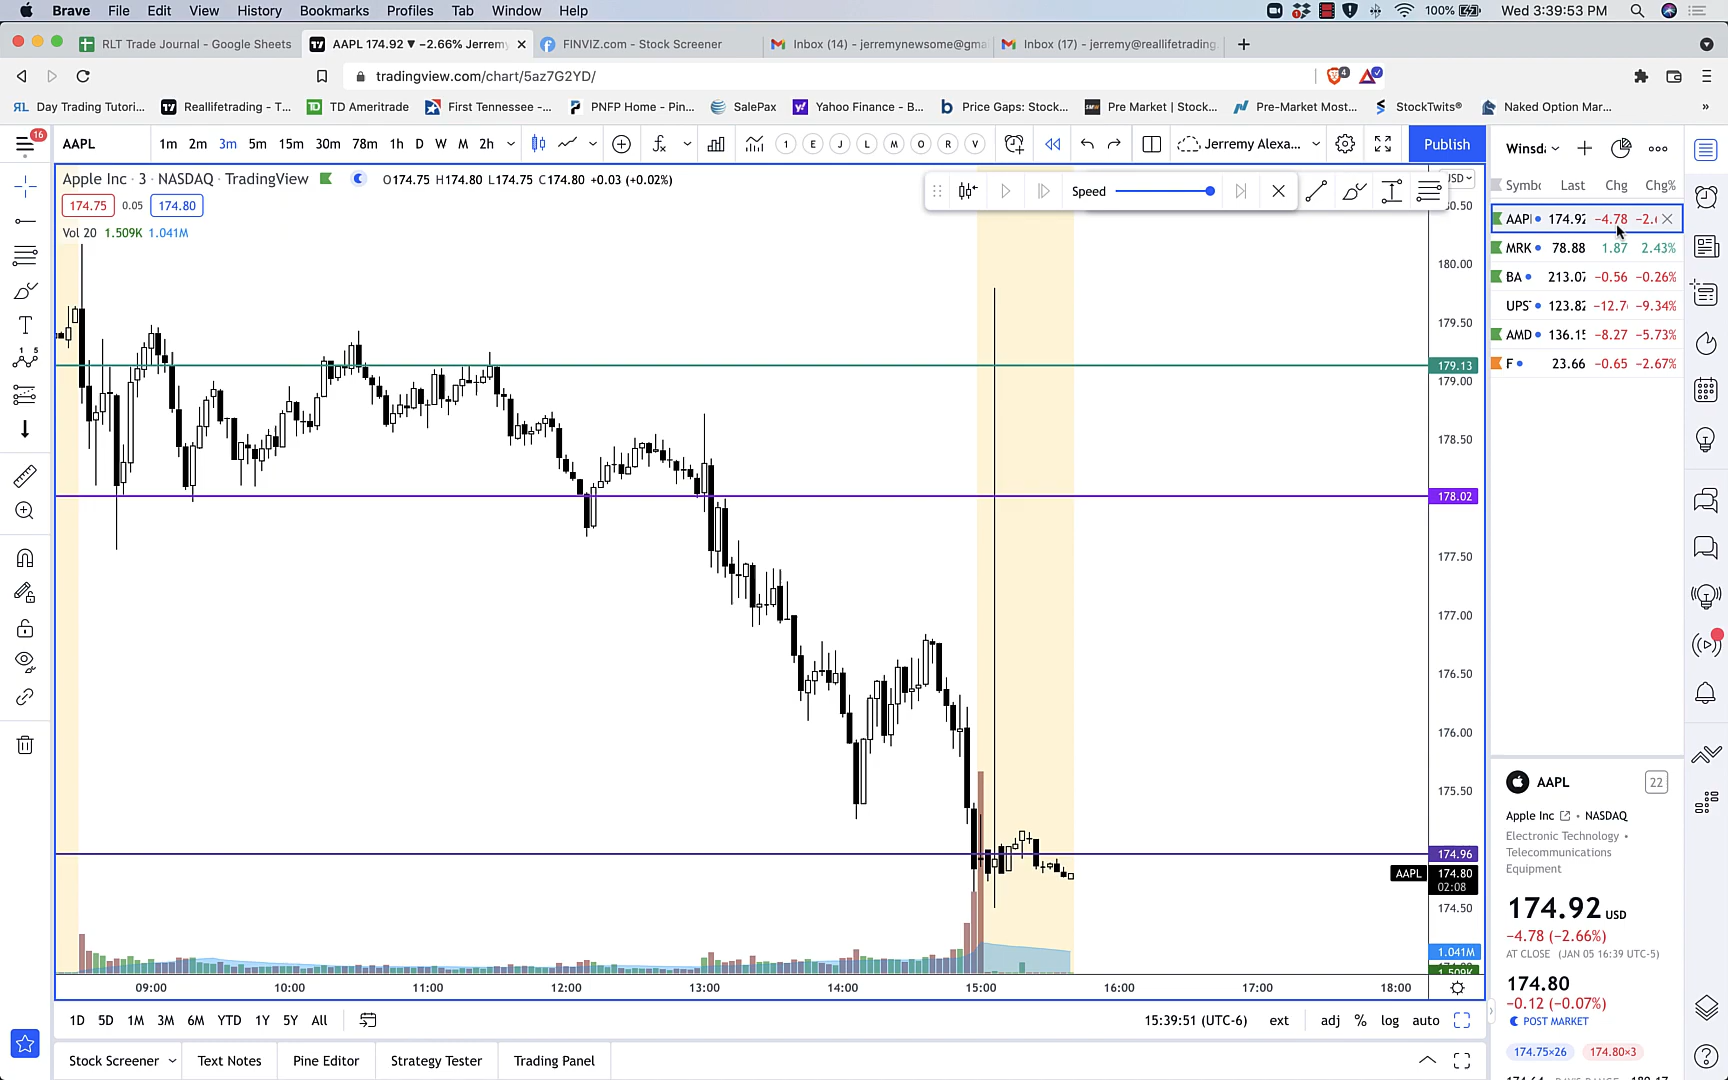 Brave File Edit View History Bookmarks Profiles Tab Window Help 100% Wed 3:39:53 PM
RLT Trade Journal - Google Sheets AAPL 174.92 ▼ −2.66% Jerrem FINVIZ.com - Stock Screener Inbox (14) - jerremynewsome@gma Inbox (17) - jerremy@reallifetrading.
tradingview.com/chart/5az7G2YD/ 4
Day Trading Tutori... Reallifetrading - T... TD Ameritrade First Tennessee -... PNFP Home - Pin... SalePax Yahoo Finance - B... Price Gaps: Stock... Pre Market | Stock... Pre-Market Most... StockTwits® Naked Option Mar... »
16 AAPL 1m 2m 3m 5m 15m 30m 78m 1h D W M 2h 1 E J L M O R V Jeremy Alexa... Publish
Apple Inc · 3 · NASDAQ · TradingView O174.75 H174.80 L174.75 C174.80 +0.03 (+0.02%)
174.75 0.05 174.80
Vol 20 1.509K 1.041M
Speed
USD
180.00
179.50
179.13
179.00
178.50
178.02
177.50
177.00
176.50
176.00
175.50
174.96
AAPL 174.80
02:08
174.50
1.041M
1.509K
09:00 10:00 11:00 12:00 13:00 14:00 15:00 16:00 17:00 18:00
1D 5D 1M 3M 6M YTD 1Y 5Y All 15:39:51 (UTC-6) ext adj % log auto
Stock Screener Text Notes Pine Editor Strategy Tester Trading Panel
Symbo Last Chg Chg%
AAPL 174.92 −4.78
MRK 78.88 1.87 2.43%
BA 213.07 −0.56 −0.26%
UPS 123.82 −12.7 −9.34%
AMD 136.15 −8.27 −5.73%
F 23.66 −0.65 −2.67%
AAPL 22
Apple Inc • NASDAQ
Electronic Technology •
Telecommunications
Equipment
174.92 USD
−4.78 (−2.66%)
AT CLOSE (JAN 05 16:39 UTC-5)
174.80
−0.12 (−0.07%)
POST MARKET
174.75×26 174.80×3